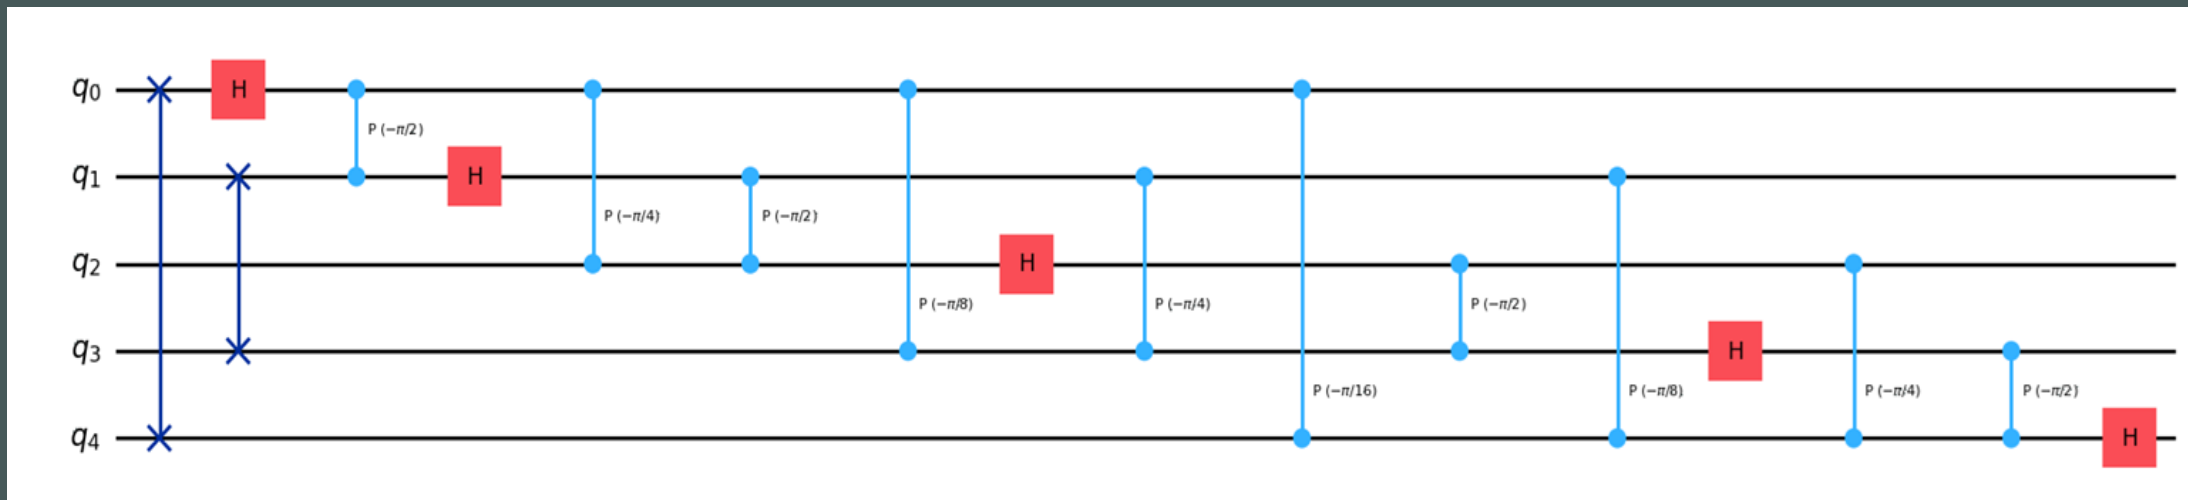 q0 H
P (−π/2)
q1 H
P (−π/4) P (−π/2)
q2 H
P (−π/8) P (−π/4) P (−π/2)
q3 H
P (−π/16) P (−π/8) P (−π/4) P (−π/2)
q4 H